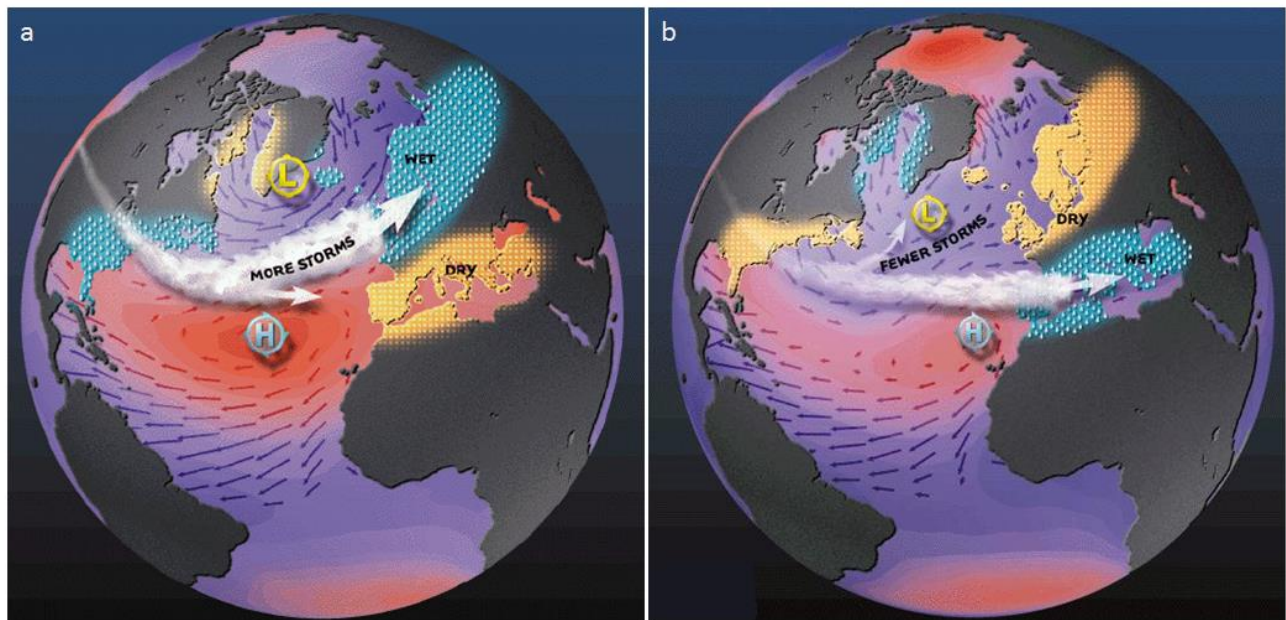 a
L
WET
MORE STORMS
DRY
H
b
L
FEWER STORMS
DRY
WET
H